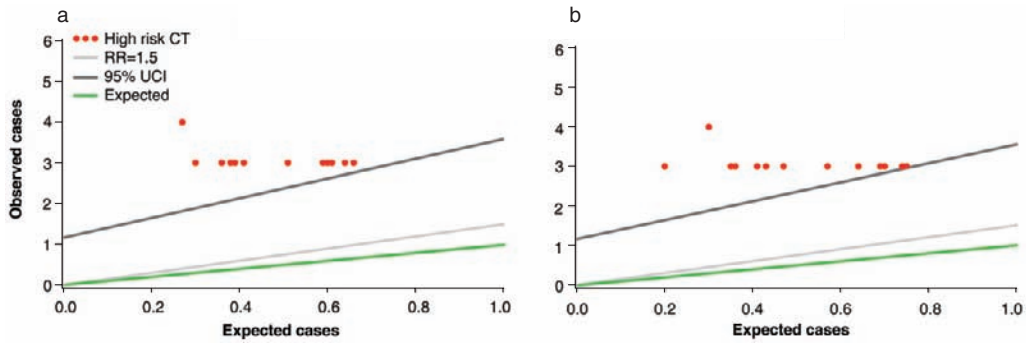 a
6
5
4
3
2
1
0
Observed cases
High risk CT
RR=1.5
95% UCI
Expected
0.0 0.2 0.4 0.6 0.8 1.0
Expected cases
b
6
5
4
3
2
1
0
0.0 0.2 0.4 0.6 0.8 1.0
Expected cases